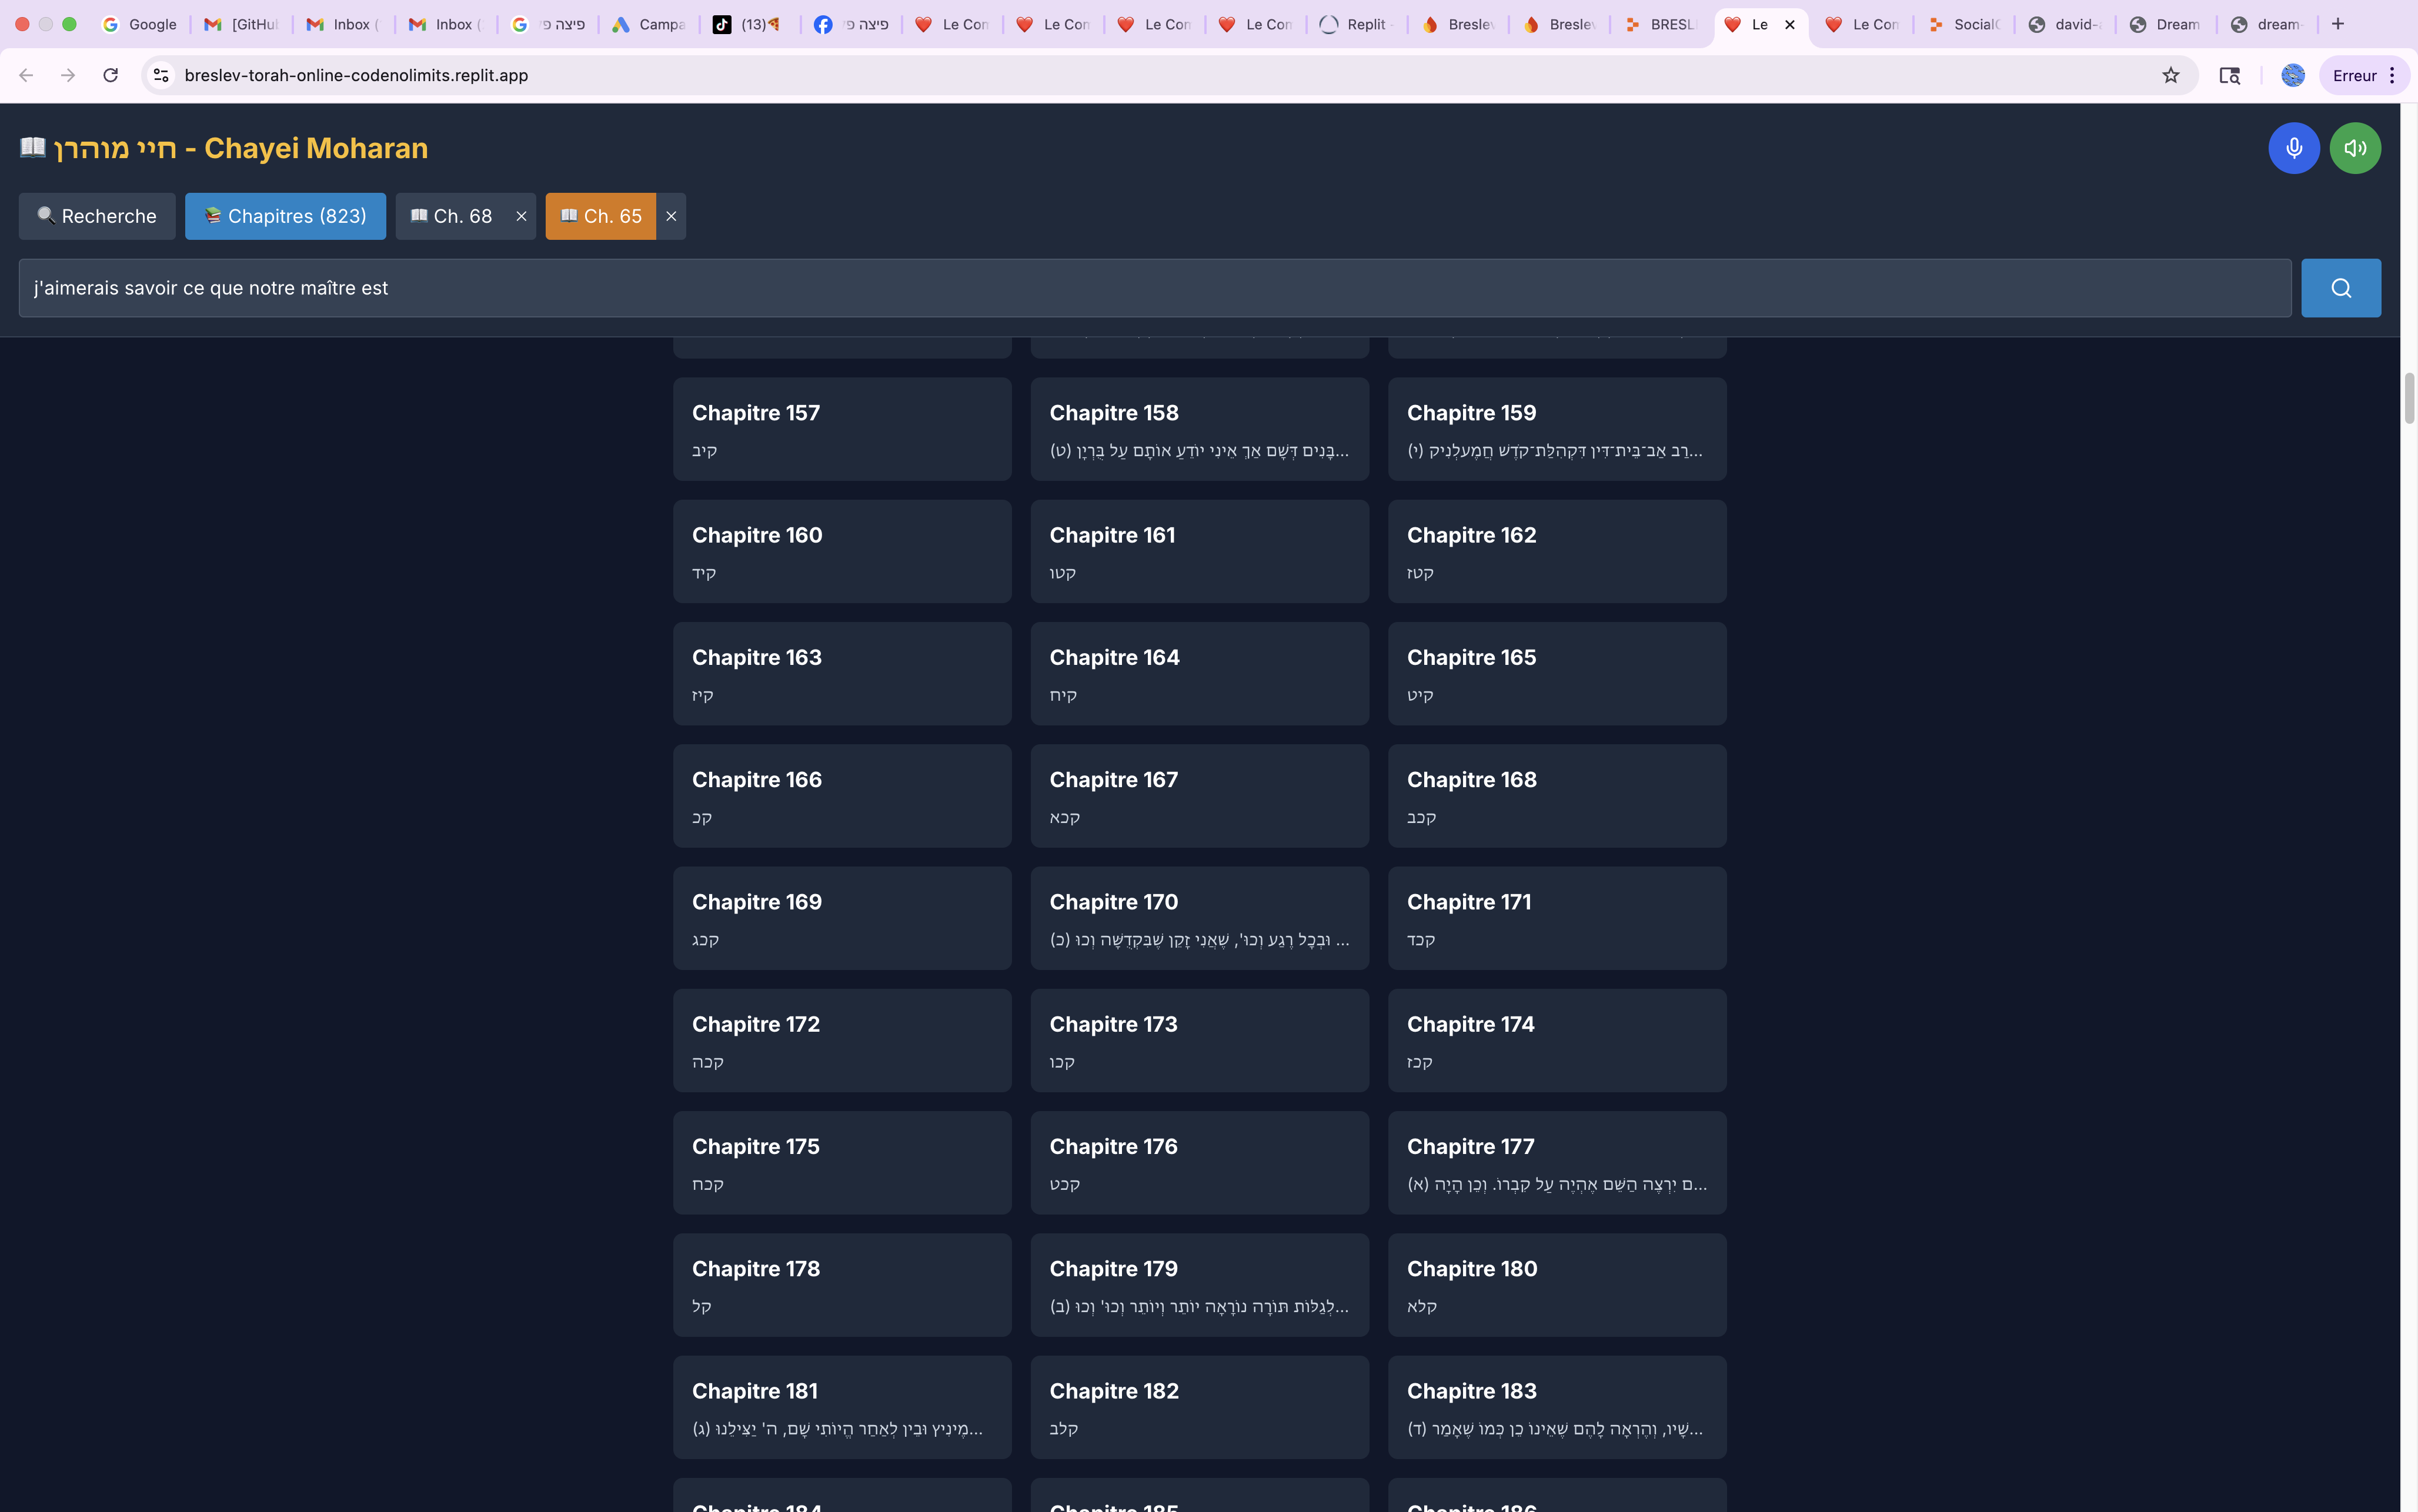 Google
[GitHu
Inbox (
Inbox (
פיצה פ
Campa
(13)
פיצה פ
Le Con
Le Con
Le Con
Le Con
Replit -
Breslev
Breslev
BRESL
Le
Le Con
Social
david-a
Dream
dream-
breslev-torah-online-codenolimits.replit.app
Erreur
חיי מוהרן - Chayei Moharan
Recherche
Chapitres (823)
Ch. 68
Ch. 65
j'aimerais savoir ce que notre maître est
Chapitre 157
קיב
Chapitre 158
(ט) בָּנִים דְּשָׁם אַךְ אֵינִי יוֹדֵעַ אוֹתָם עַל בֻּרְיָן...
Chapitre 159
(י) רַב אַב־בֵּית־דִּין דִּקְהִלַּת־קֹדֶשׁ חֲמֶעלְנִיק...
Chapitre 160
קיד
Chapitre 161
קטו
Chapitre 162
קטז
Chapitre 163
קיז
Chapitre 164
קיח
Chapitre 165
קיט
Chapitre 166
קכ
Chapitre 167
קכא
Chapitre 168
קכב
Chapitre 169
קכג
Chapitre 170
(כ) וּבְכָל רֶגַע וְכוּ', שֶׁאֲנִי זָקֵן שֶׁבִּקְדֻשָּׁה וְכוּ ...
Chapitre 171
קכד
Chapitre 172
קכה
Chapitre 173
קכו
Chapitre 174
קכז
Chapitre 175
קכח
Chapitre 176
קכט
Chapitre 177
(א) ם יִרְצֶה הַשֵּׁם אֶהְיֶה עַל קִבְרוֹ. וְכֵן הָיָה...
Chapitre 178
קל
Chapitre 179
(ב) לְגַלּוֹת תּוֹרָה נוֹרָאָה יוֹתֵר וְיוֹתֵר וְכוּ' וְכוּ...
Chapitre 180
קלא
Chapitre 181
(ג) מֶינִיץ וּבֵין לְאַחַר הֱיוֹתִי שָׁם, ה' יַצִּילֵנוּ...
Chapitre 182
קלב
Chapitre 183
(ד) שָׁיו, וְהֶרְאָה לָהֶם שֶׁאֵינוֹ כֵן כְּמוֹ שֶׁאָמַר...
Chapitre 184
Chapitre 185
Chapitre 186